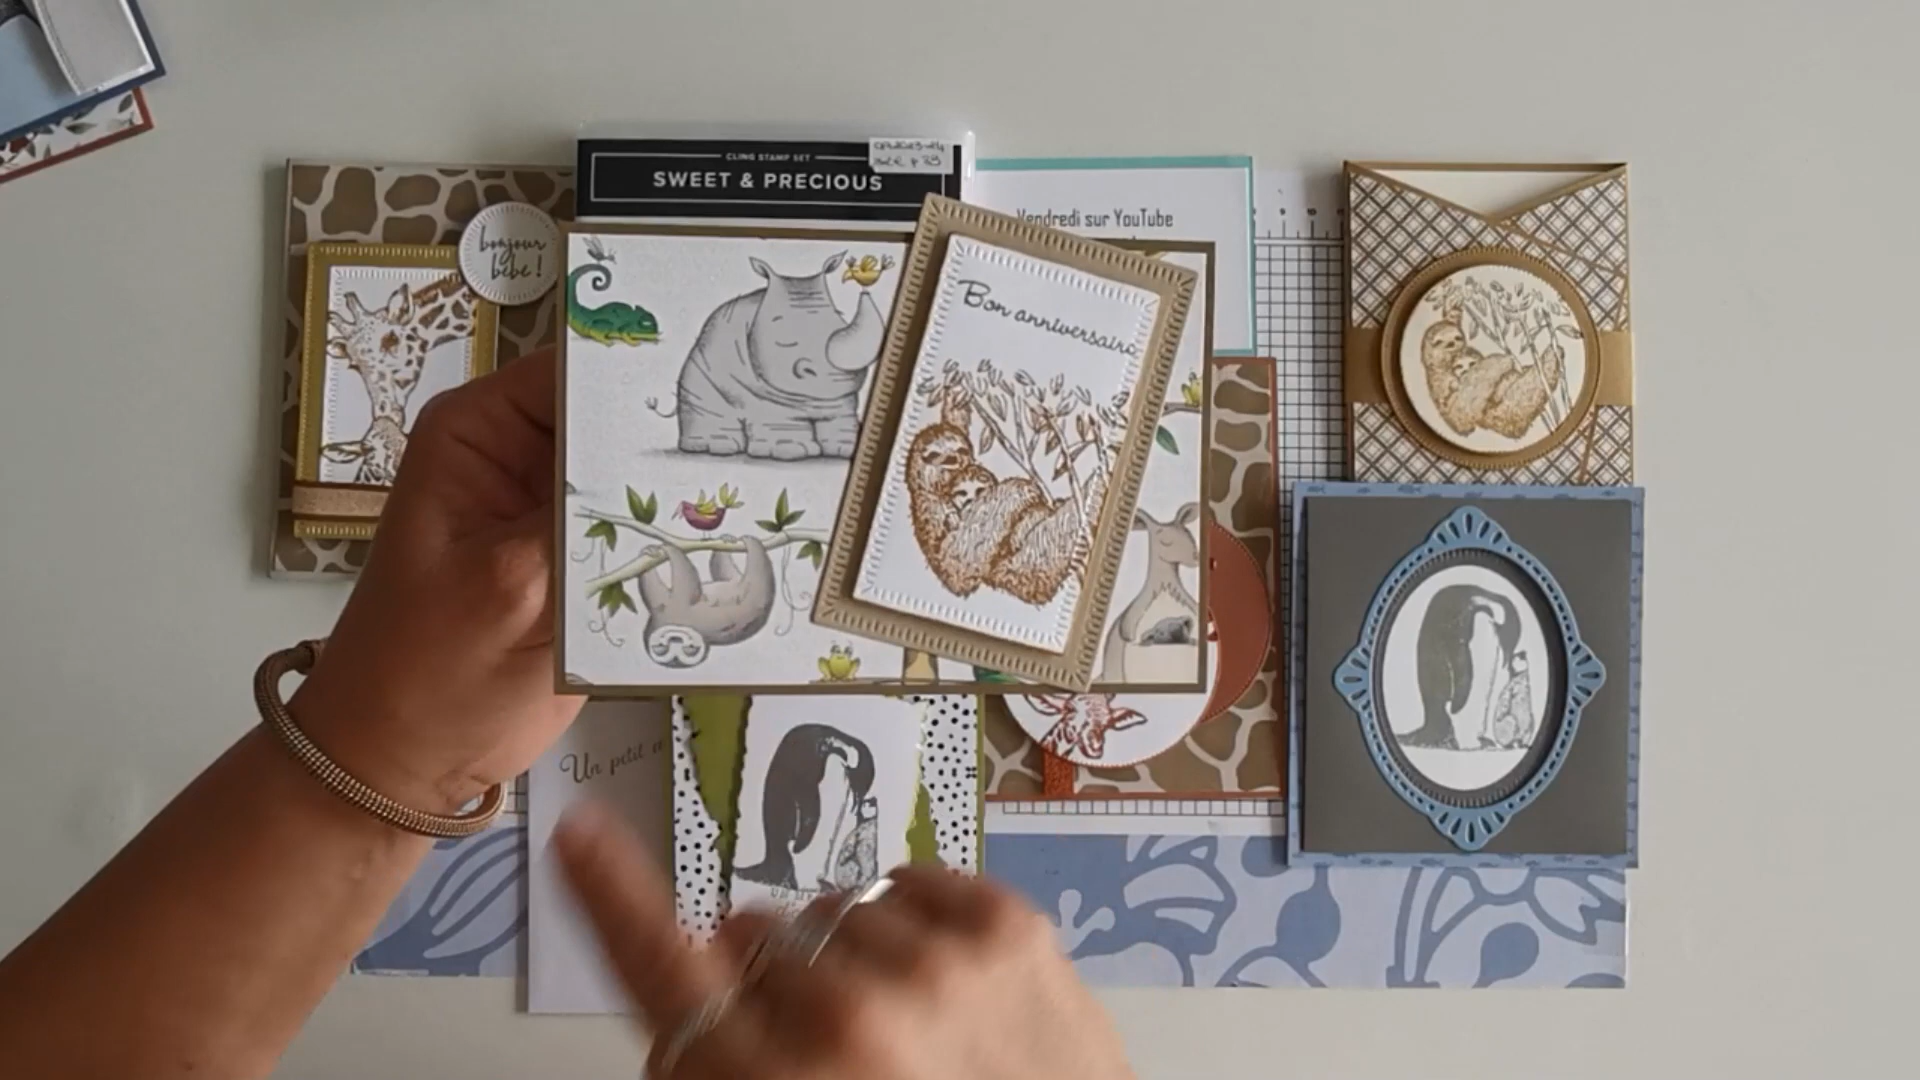 CLING STAMP SET
SWEET & PRECIOUS
Vendredi sur YouTube
bonjour
bébé !
Bon anniversaire
Un petit